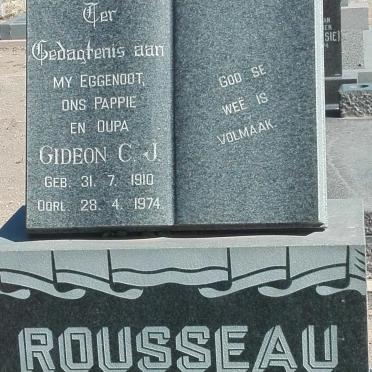 Ter
Gedagtenis aan
MY EGGENOOT,
ONS PAPPIE
EN OUPA
GIDEON C. J.
GEB. 31. 7. 1910
OORL. 28. 4. 1974.
GOD SE
WEË IS
VOLMAAK.
ROUSSEAU